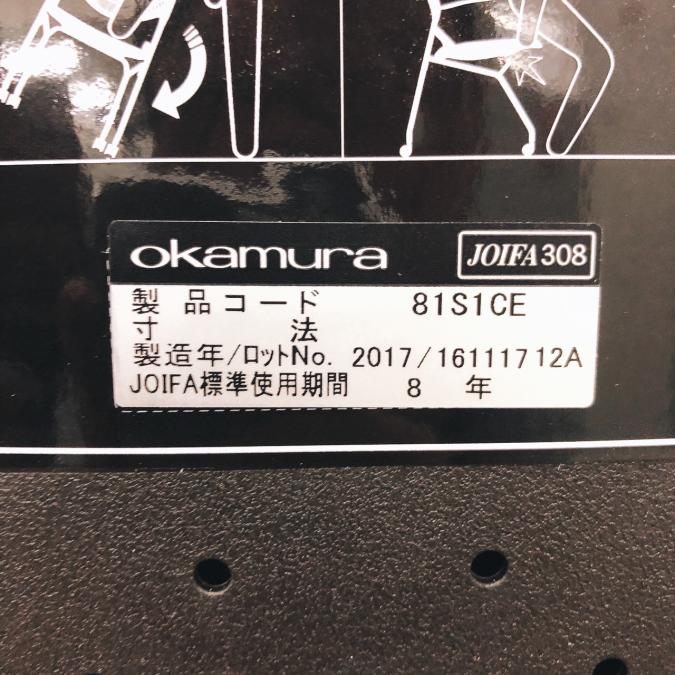 okamura JOIFA308
製品コード 81S1CE
寸法
製造年/ロットNo. 2017/16111712A
JOIFA標準使用期間 8 年